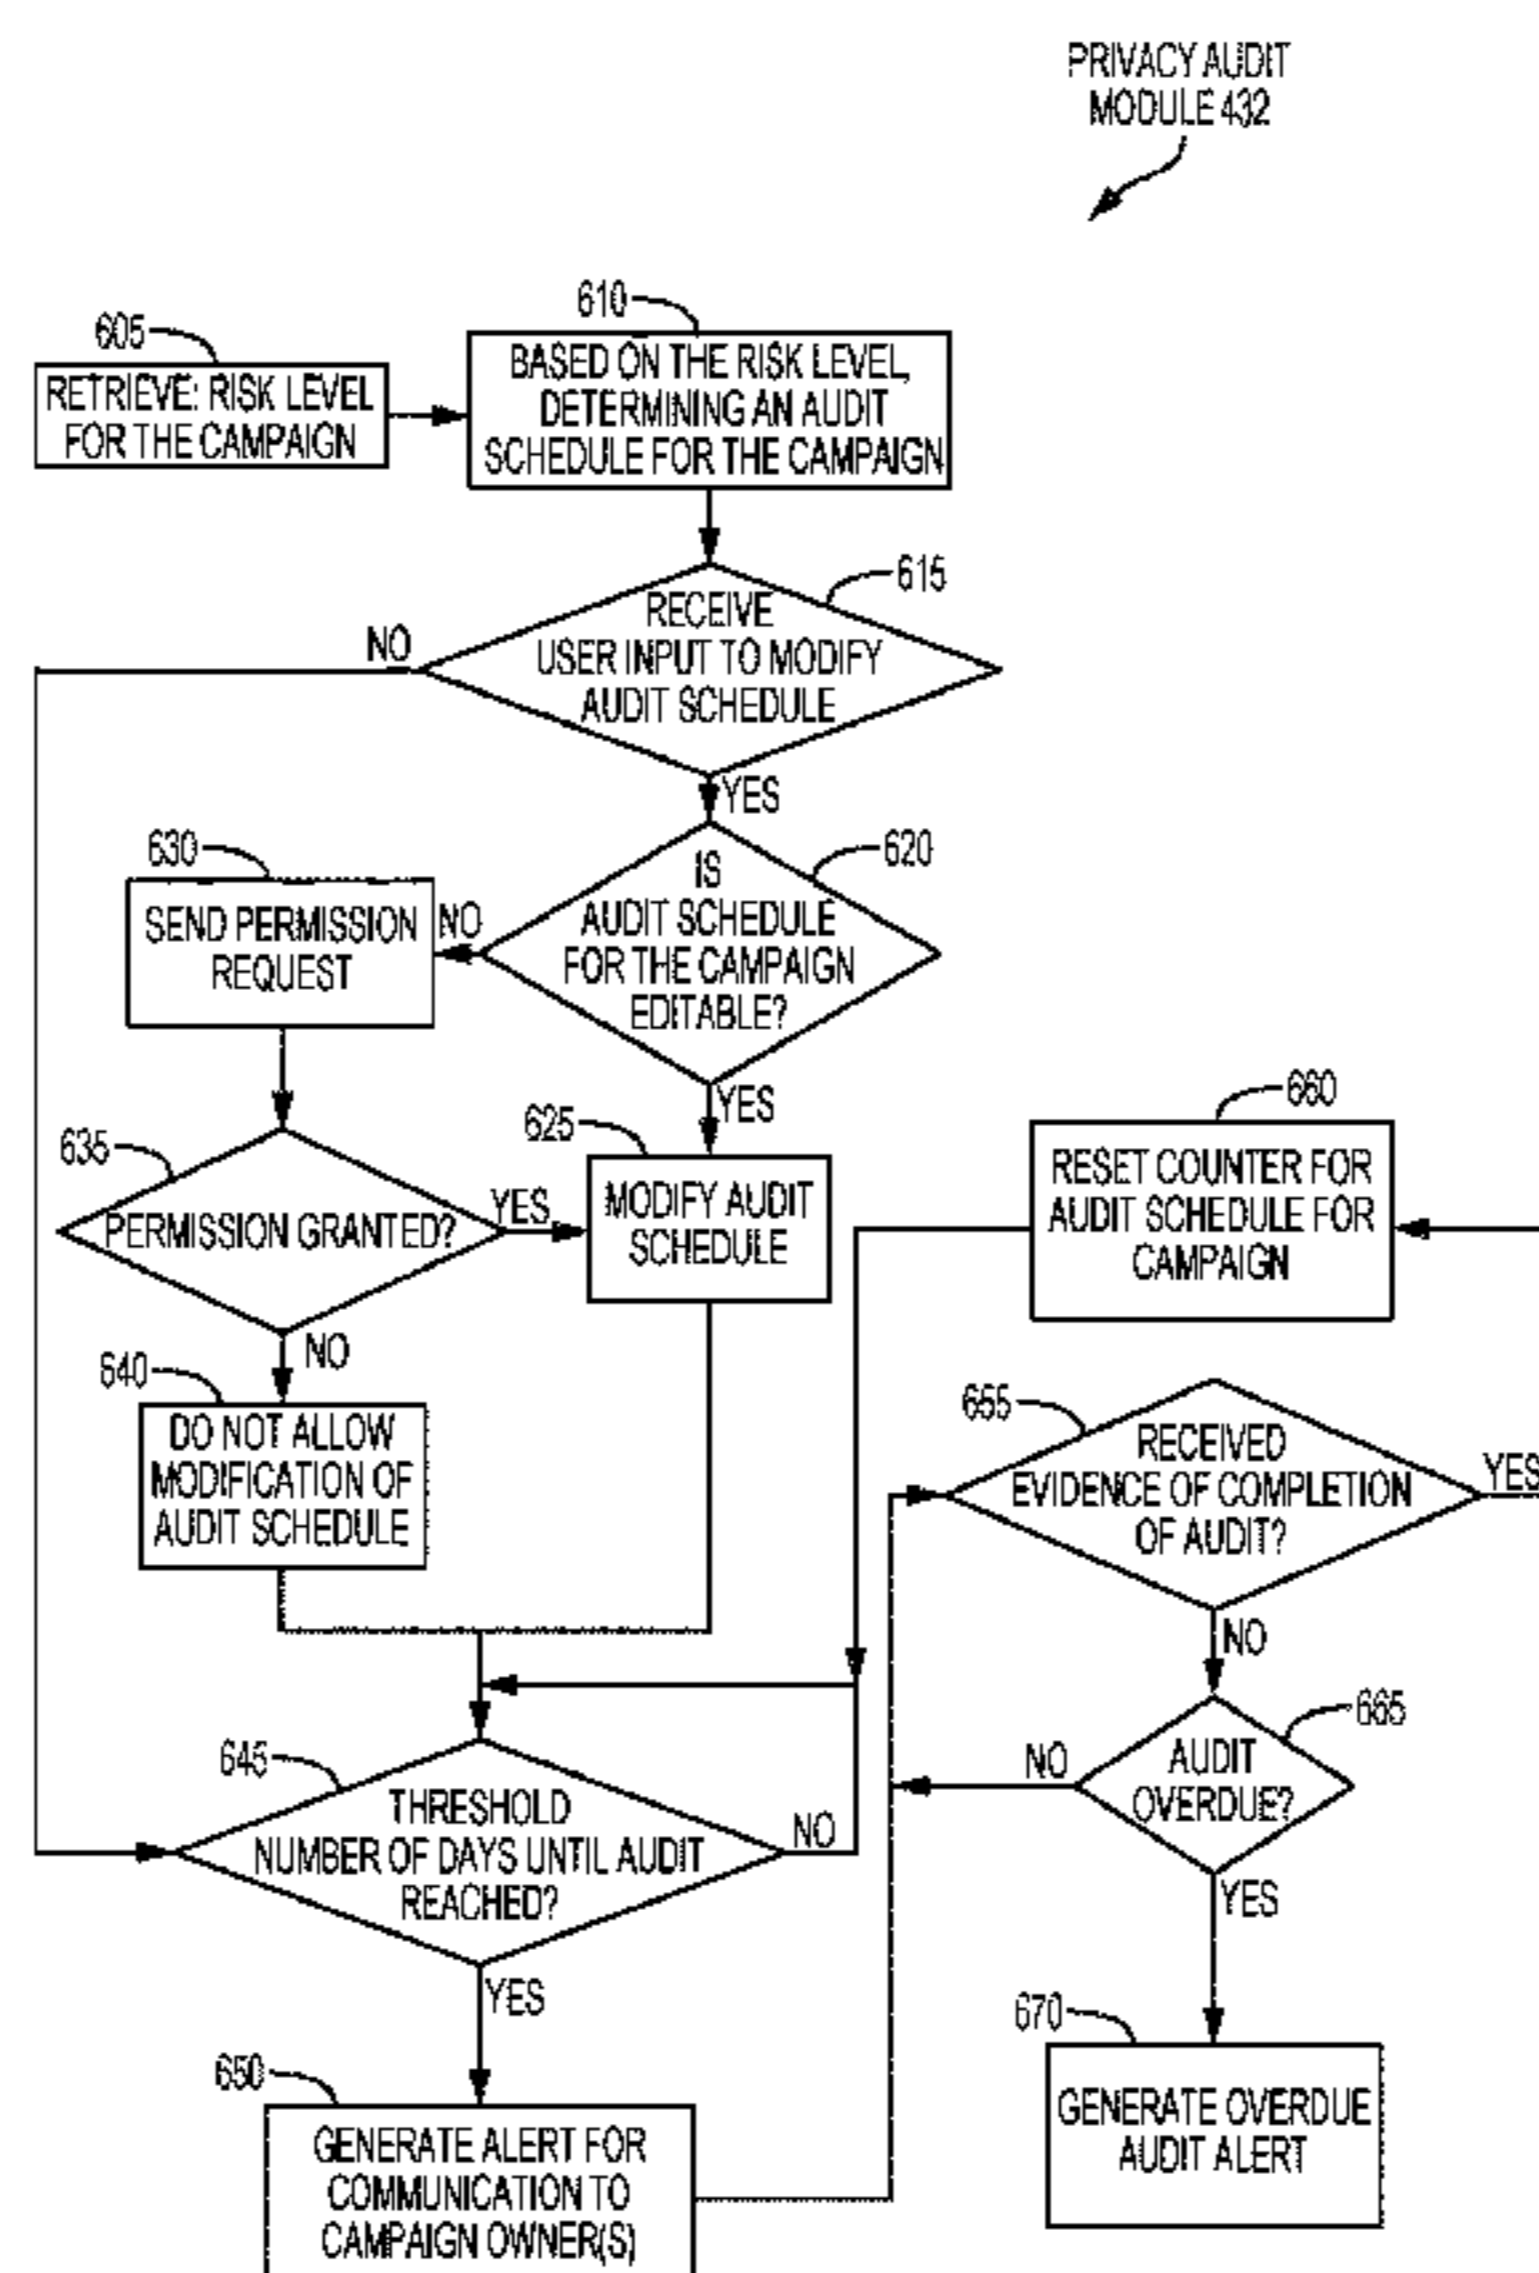 PRIVACY AUDIT
MODULE 432
605
RETRIEVE: RISK LEVEL
FOR THE CAMPAIGN
610
BASED ON THE RISK LEVEL,
DETERMINING AN AUDIT
SCHEDULE FOR THE CAMPAIGN
615
RECEIVE
USER INPUT TO MODIFY
AUDIT SCHEDULE
NO
YES
620
IS
AUDIT SCHEDULE
FOR THE CAMPAIGN
EDITABLE?
NO
YES
630
SEND PERMISSION
REQUEST
635
PERMISSION GRANTED?
YES
NO
625
MODIFY AUDIT
SCHEDULE
640
DO NOT ALLOW
MODIFICATION OF
AUDIT SCHEDULE
645
THRESHOLD
NUMBER OF DAYS UNTIL AUDIT
REACHED?
NO
YES
650
GENERATE ALERT FOR
COMMUNICATION TO
CAMPAIGN OWNER(S)
660
RESET COUNTER FOR
AUDIT SCHEDULE FOR
CAMPAIGN
655
RECEIVED
EVIDENCE OF COMPLETION
OF AUDIT?
YES
NO
665
AUDIT
OVERDUE?
NO
YES
670
GENERATE OVERDUE
AUDIT ALERT